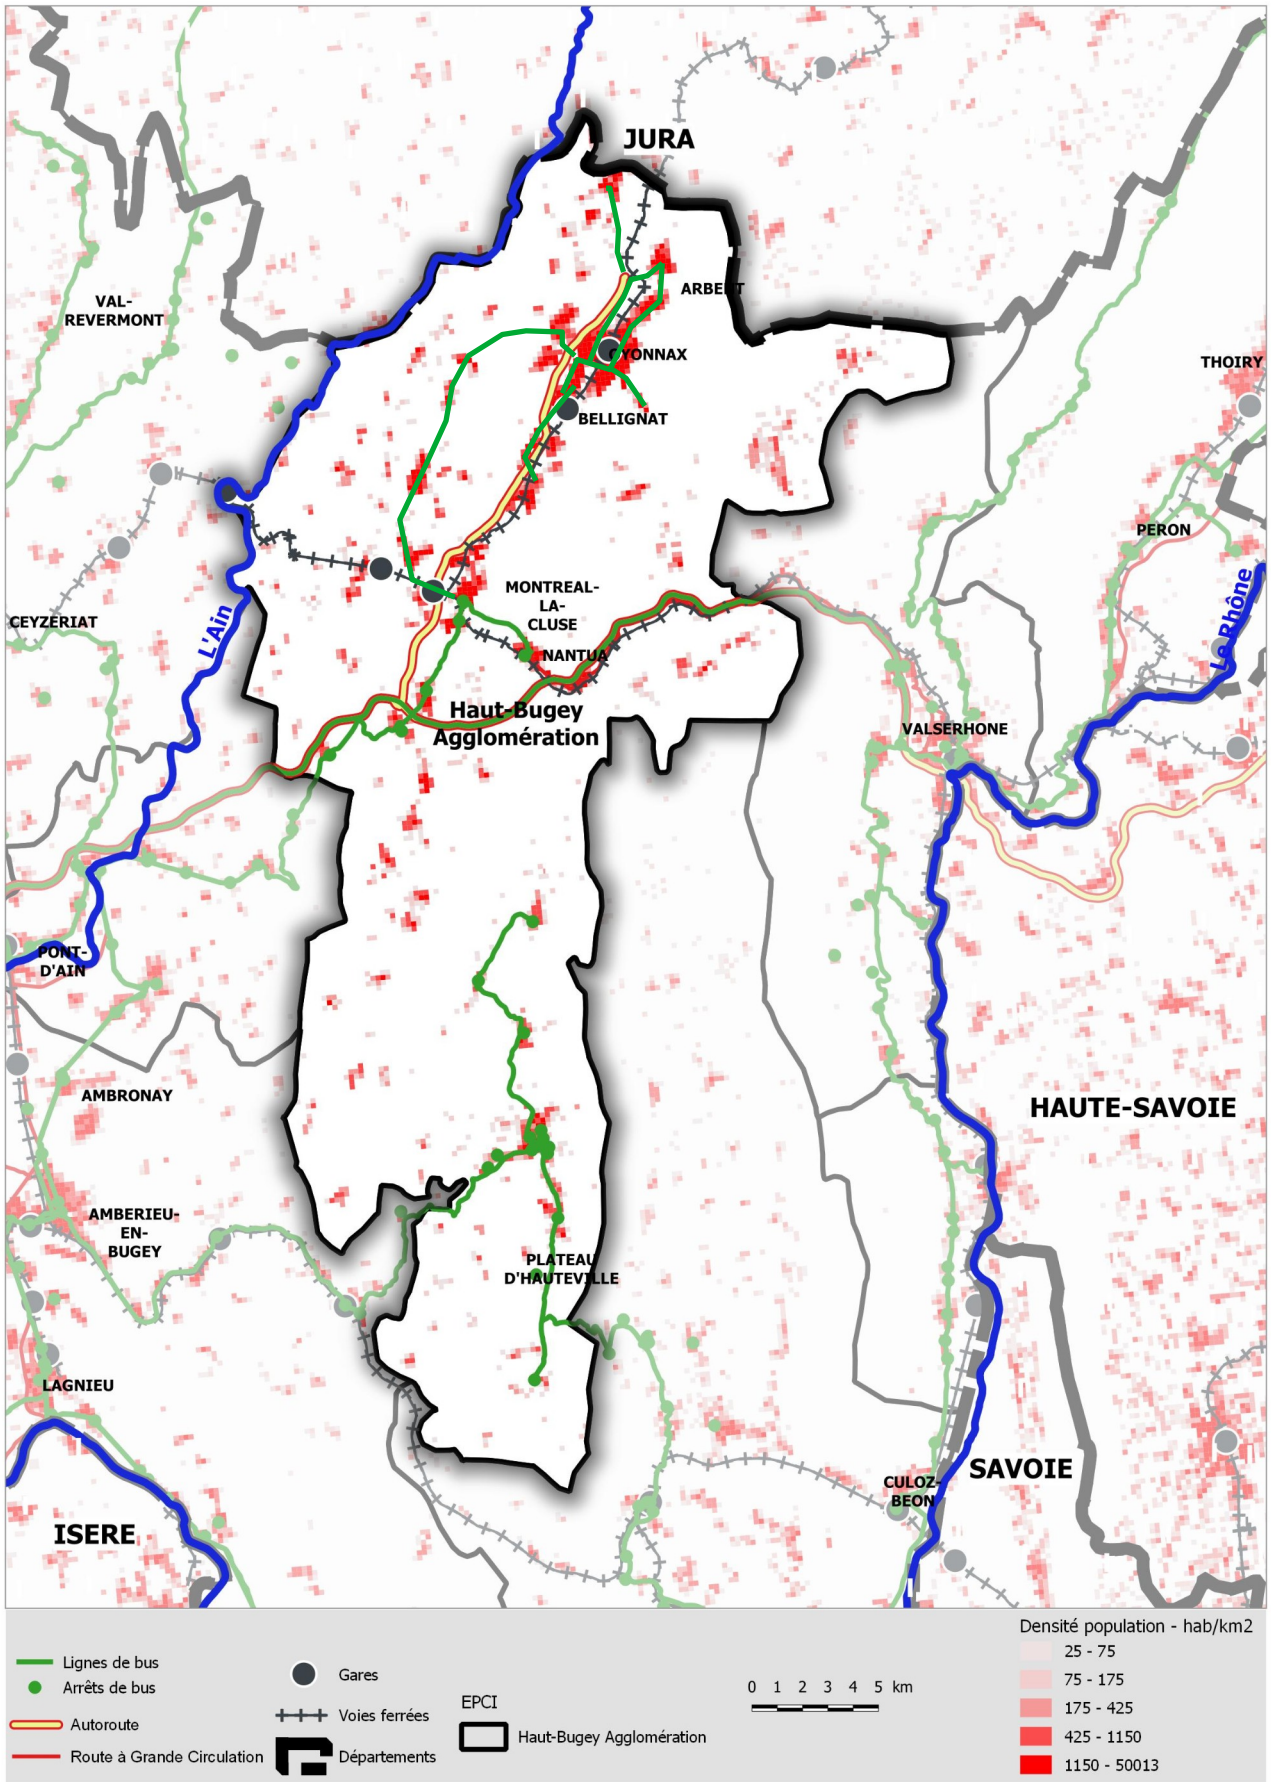 JURA
VAL-
REVERMONT
ARBENT
OYONNAX
THOIRY
BELLIGNAT
PERON
MONTREAL-
LA-
CLUSE
CEYZERIAT
L'Ain
Le Rhône
NANTUA
Haut-Bugey
Agglomération
VALSERHONE
PONT-
D'AIN
AMBRONAY
HAUTE-SAVOIE
AMBERIEU-
EN-
BUGEY
PLATEAU
D'HAUTEVILLE
LAGNIEU
SAVOIE
CULOZ-
BEON
ISERE
Lignes de bus
Arrêts de bus
Autoroute
Route à Grande Circulation
Gares
Voies ferrées
Départements
EPCI
Haut-Bugey Agglomération
0 1 2 3 4 5 km
Densité population - hab/km2
25 - 75
75 - 175
175 - 425
425 - 1150
1150 - 50013